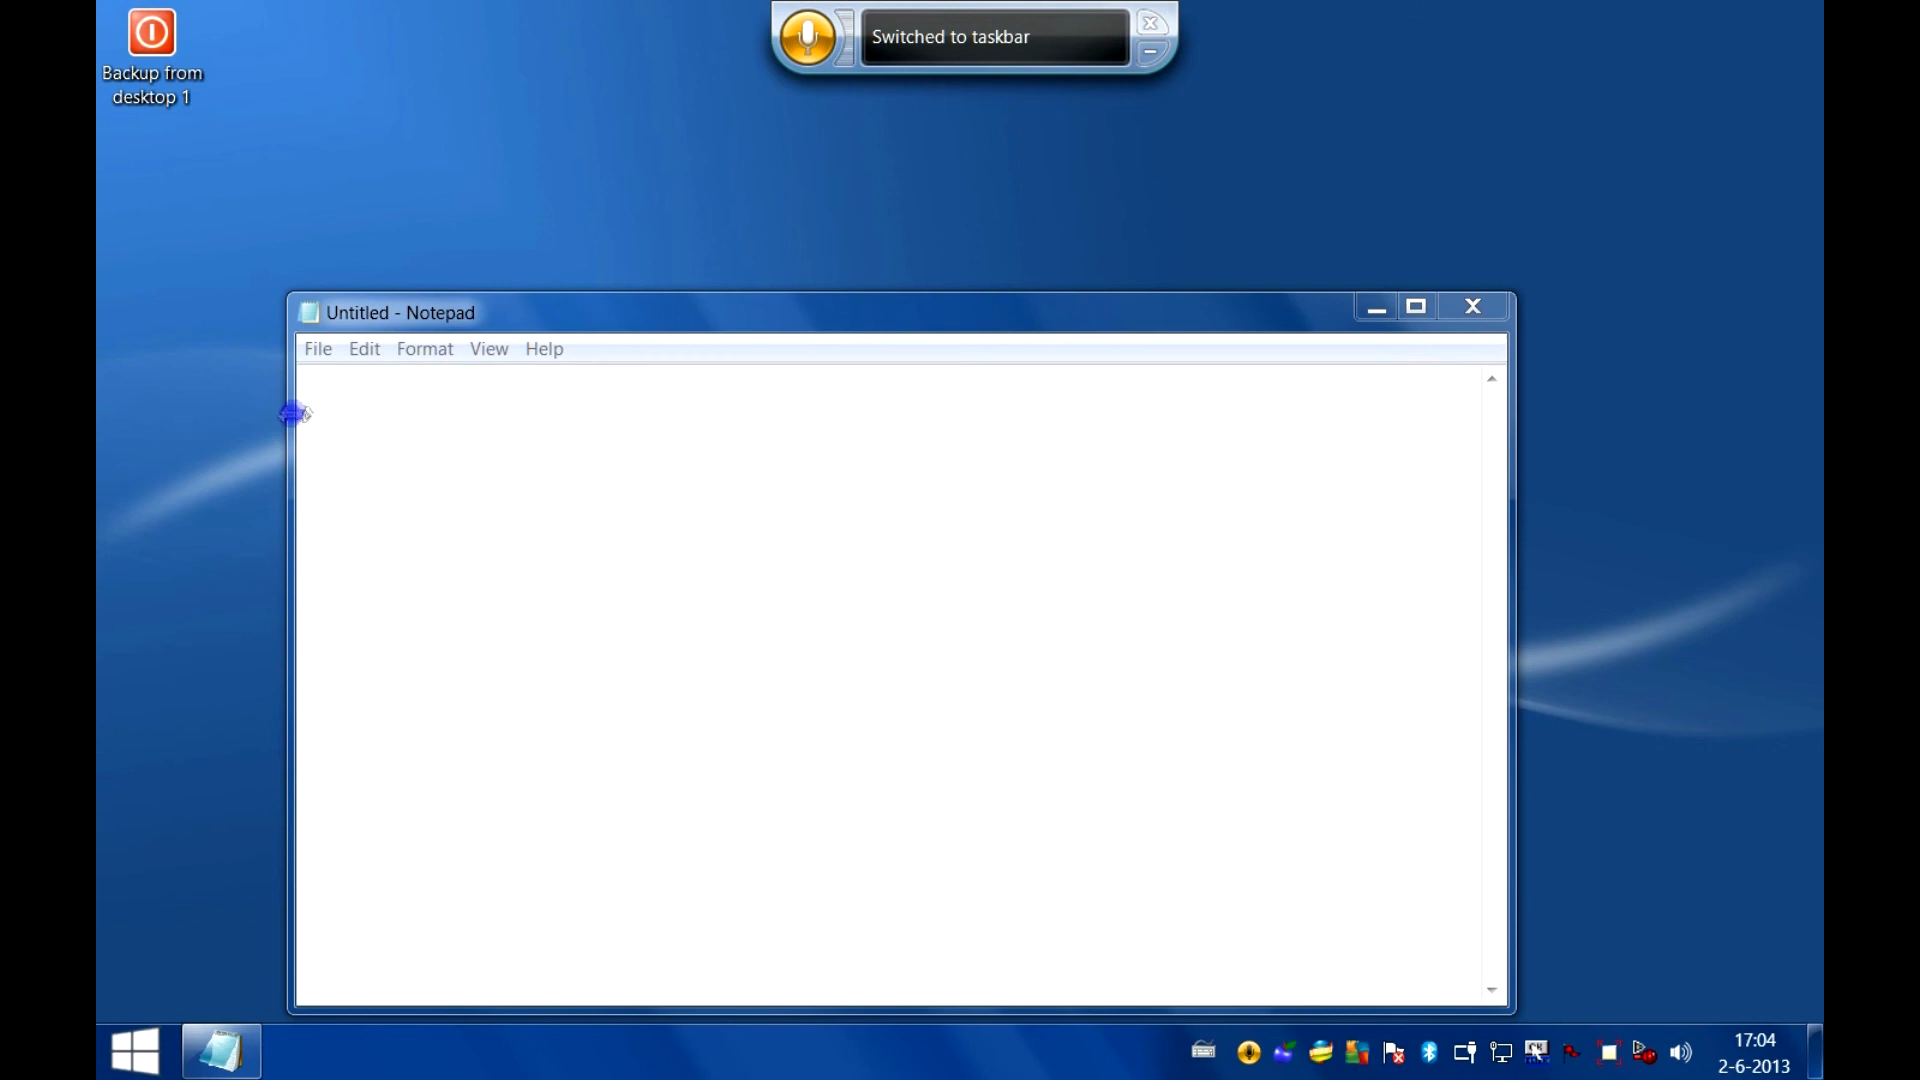 Backup from
desktop 1
Switched to taskbar
Untitled - Notepad
File Edit Format View Help
17:04
2-6-2013